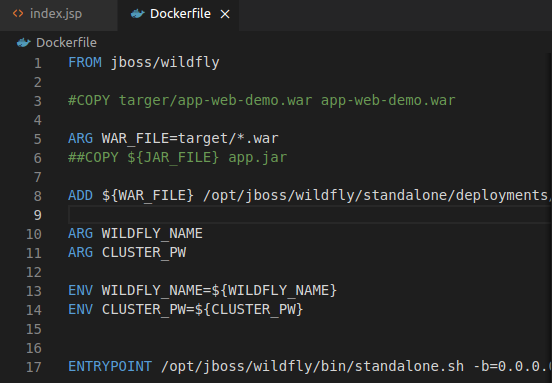 index.jsp Dockerfile
Dockerfile
1 FROM jboss/wildfly
2
3 #COPY targer/app-web-demo.war app-web-demo.war
4
5 ARG WAR_FILE=target/*.war
6 ##COPY ${JAR_FILE} app.jar
7
8 ADD ${WAR_FILE} /opt/jboss/wildfly/standalone/deployments
9
10 ARG WILDFLY_NAME
11 ARG CLUSTER_PW
12
13 ENV WILDFLY_NAME=${WILDFLY_NAME}
14 ENV CLUSTER_PW=${CLUSTER_PW}
15
16
17 ENTRYPOINT /opt/jboss/wildfly/bin/standalone.sh -b=0.0.0.